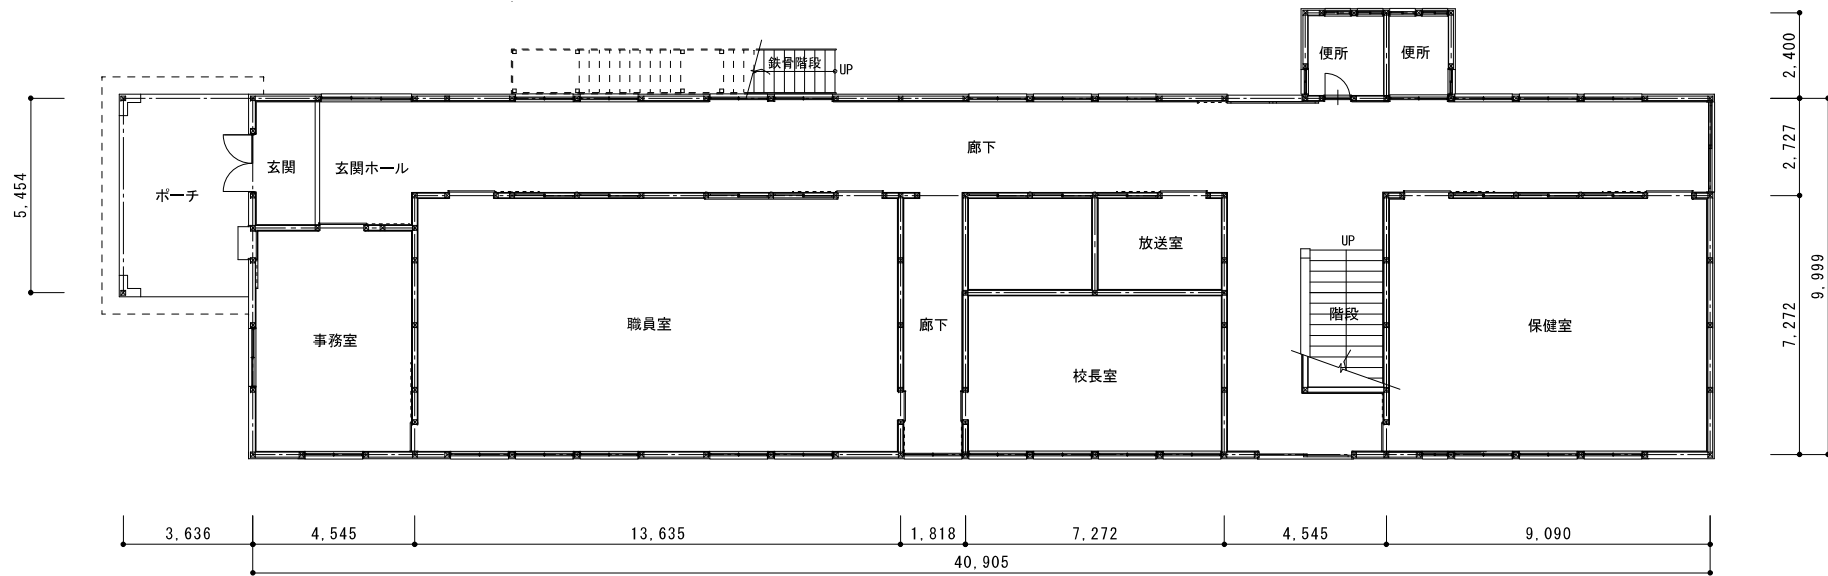 便所
便所
2,400
鉄骨階段
UP
廊下
2,727
玄関
玄関ホール
ポーチ
5,454
放送室
UP
9,999
階段
職員室
廊下
保健室
7,272
事務室
校長室
3,636
4,545
13,635
1,818
7,272
4,545
9,090
40,905